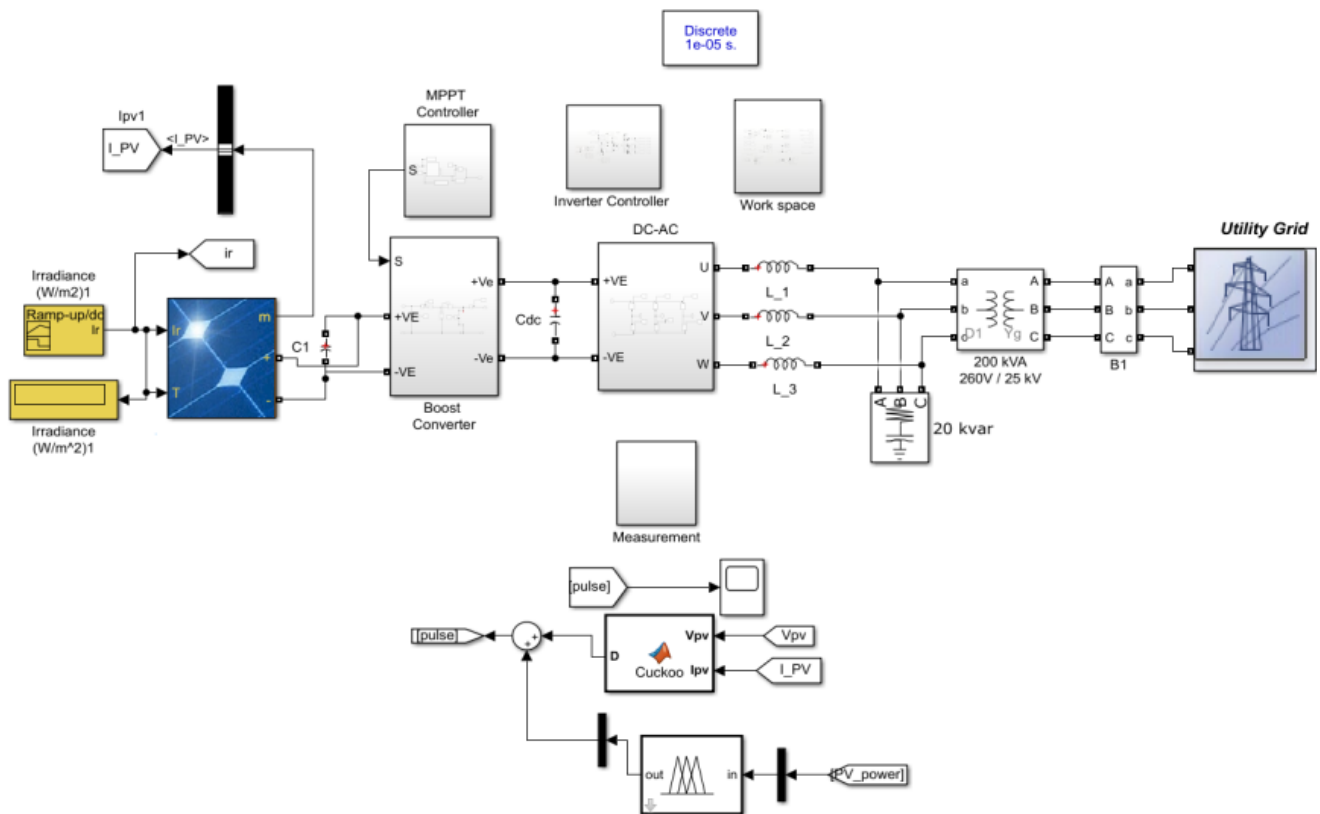 Discrete
1e-05 s.
MPPT
Controller
Ipv1
<I_PV>
I_PV
S
Inverter Controller
Work space
DC-AC
Utility Grid
ir
Irradiance
(W/m2)1
Ramp-up/dc
Ir
Ir
m
T
+
-
C1
S
+VE
-VE
+Ve
-Ve
Boost
Converter
Cdc
+VE
-VE
U
V
W
L_1
L_2
L_3
a
b
c
A
B
C
D1
Yg
200 kVA
260V / 25 kV
A
B
C
a
b
c
B1
A
B
C
20 kvar
Irradiance
(W/m^2)1
Measurement
[pulse]
[pulse]
+
+
D
Vpv
Ipv
Cuckoo
Vpv
I_PV
out
in
[PV_power]